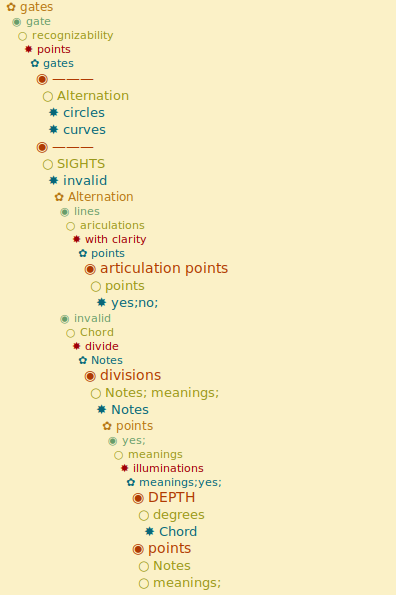 ✿ gates
◉ gate
○ recognizability
✸ points
✿ gates
◉ ———
○ Alternation
✸ circles
✸ curves
◉ ———
○ SIGHTS
✸ invalid
✿ Alternation
◉ lines
○ ariculations
✸ with clarity
✿ points
◉ articulation points
○ points
✸ yes;no;
◉ invalid
○ Chord
✸ divide
✿ Notes
◉ divisions
○ Notes; meanings;
✸ Notes
✿ points
◉ yes;
○ meanings
✸ illuminations
✿ meanings;yes;
◉ DEPTH
○ degrees
✸ Chord
◉ points
○ Notes
○ meanings;